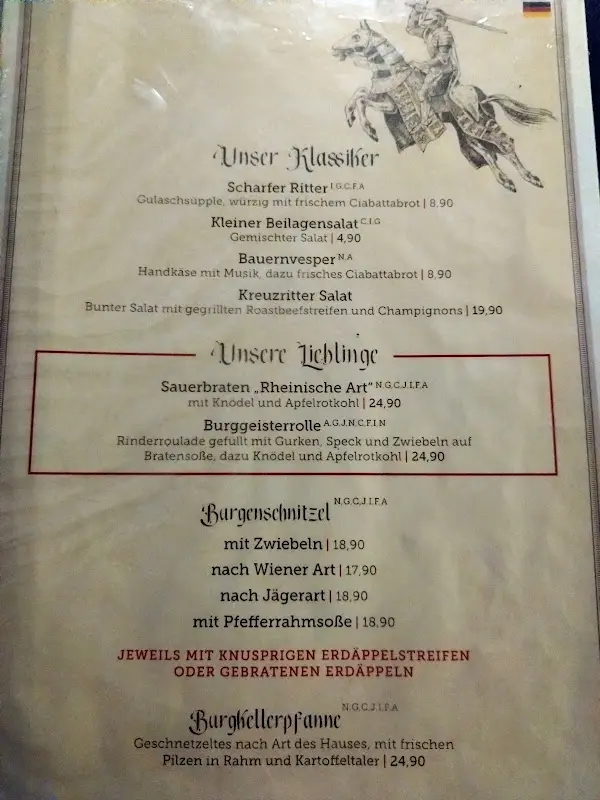 Unser Klassiker
Scharfer Ritter I,G,C,F,A
Gulaschsupple, würzig mit frischem Ciabattabrot | 8,90
Kleiner Beilagensalat C,I,G
Gemischter Salat | 4,90
Bauernvesper N,A
Handkäse mit Musik, dazu frisches Ciabattabrot | 8,90
Kreuzritter Salat
Bunter Salat mit gegrillten Roastbeefstreifen und Champignons | 19,90
Unsere Lieblinge
Sauerbraten „Rheinische Art“ N,G,C,J,I,F,A
mit Knödel und Apfelrotkohl | 24,90
Burggeisterrolle A,G,J,N,C,F,I,N
Rinderroulade gefüllt mit Gurken, Speck und Zwiebeln auf
Bratensoße, dazu Knödel und Apfelrotkohl | 24,90
Burgenschnitzel N,G,C,J,I,F,A
mit Zwiebeln | 18,90
nach Wiener Art | 17,90
nach Jägerart | 18,90
mit Pfefferrahmsoße | 18,90
JEWEILS MIT KNUSPRIGEN ERDÄPPELSTREIFEN
ODER GEBRATENEN ERDÄPPELN
Burgkellerpfanne N,G,C,J,I,F,A
Geschnetzeltes nach Art des Hauses, mit frischen
Pilzen in Rahm und Kartoffeltaler | 24,90